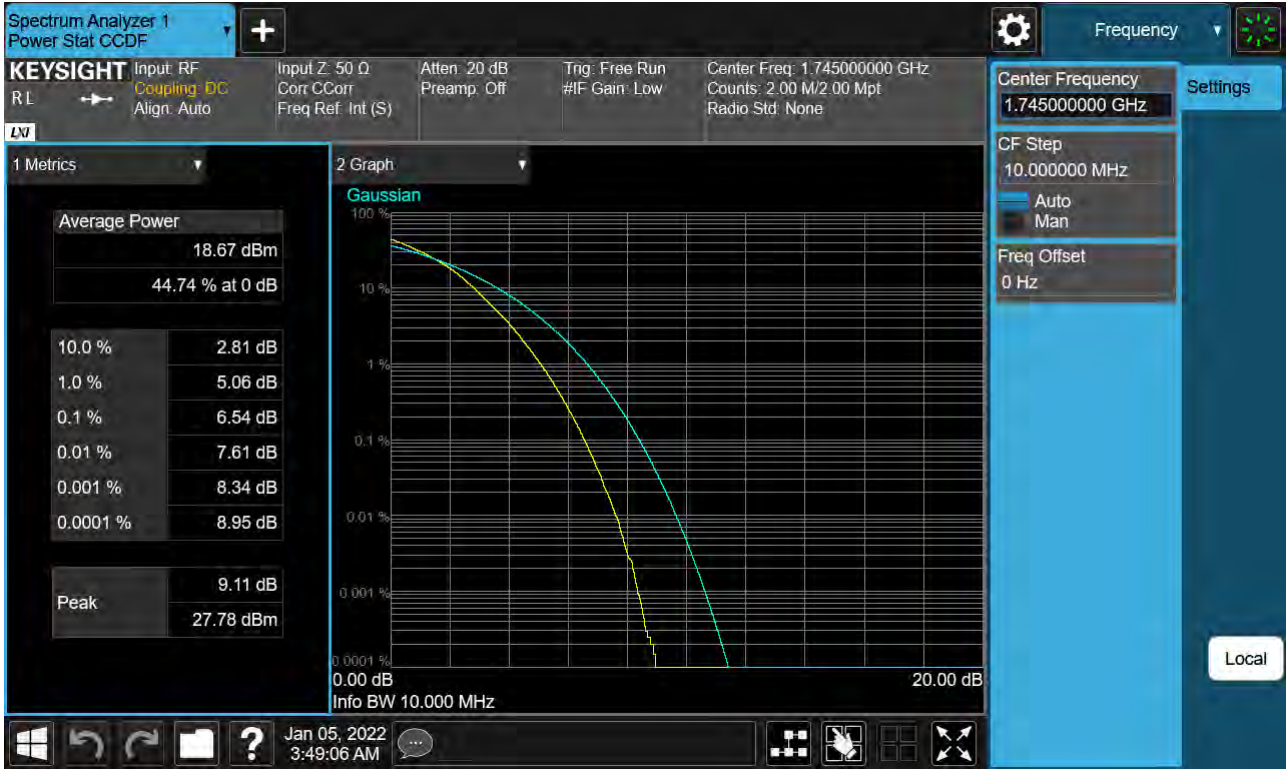 Spectrum Analyzer 1
Power Stat CCDF
Frequency
KEYSIGHT
R L
LXI
Input: RF
Coupling: DC
Align: Auto
Input Z: 50 Ω
Corr CCorr
Freq Ref: Int (S)
Atten: 20 dB
Preamp: Off
Trig: Free Run
#IF Gain: Low
Center Freq: 1.745000000 GHz
Counts: 2.00 M/2.00 Mpt
Radio Std: None
Center Frequency
1.745000000 GHz
Settings
CF Step
10.000000 MHz
Auto
Man
Freq Offset
0 Hz
1 Metrics
Average Power
18.67 dBm
44.74 % at 0 dB
10.0 % 2.81 dB
1.0 % 5.06 dB
0.1 % 6.54 dB
0.01 % 7.61 dB
0.001 % 8.34 dB
0.0001 % 8.95 dB
Peak
9.11 dB
27.78 dBm
2 Graph
Gaussian
100 %
10 %
1 %
0.1 %
0.01 %
0.001 %
0.0001 %
0.00 dB 20.00 dB
Info BW 10.000 MHz
Local
?
Jan 05, 2022
3:49:06 AM